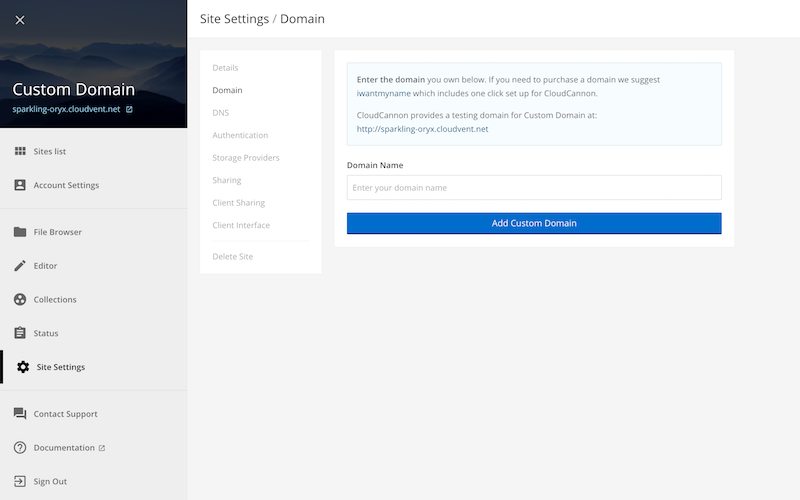 Custom Domain
sparkling-oryx.cloudvent.net
Sites list
Account Settings
File Browser
Editor
Collections
Status
Site Settings
Contact Support
Documentation
Sign Out
Site Settings / Domain
Details
Domain
DNS
Authentication
Storage Providers
Sharing
Client Sharing
Client Interface
Delete Site
Enter the domain you own below. If you need to purchase a domain we suggest
iwantmyname which includes one click set up for CloudCannon.
CloudCannon provides a testing domain for Custom Domain at:
http://sparkling-oryx.cloudvent.net
Domain Name
Enter your domain name
Add Custom Domain